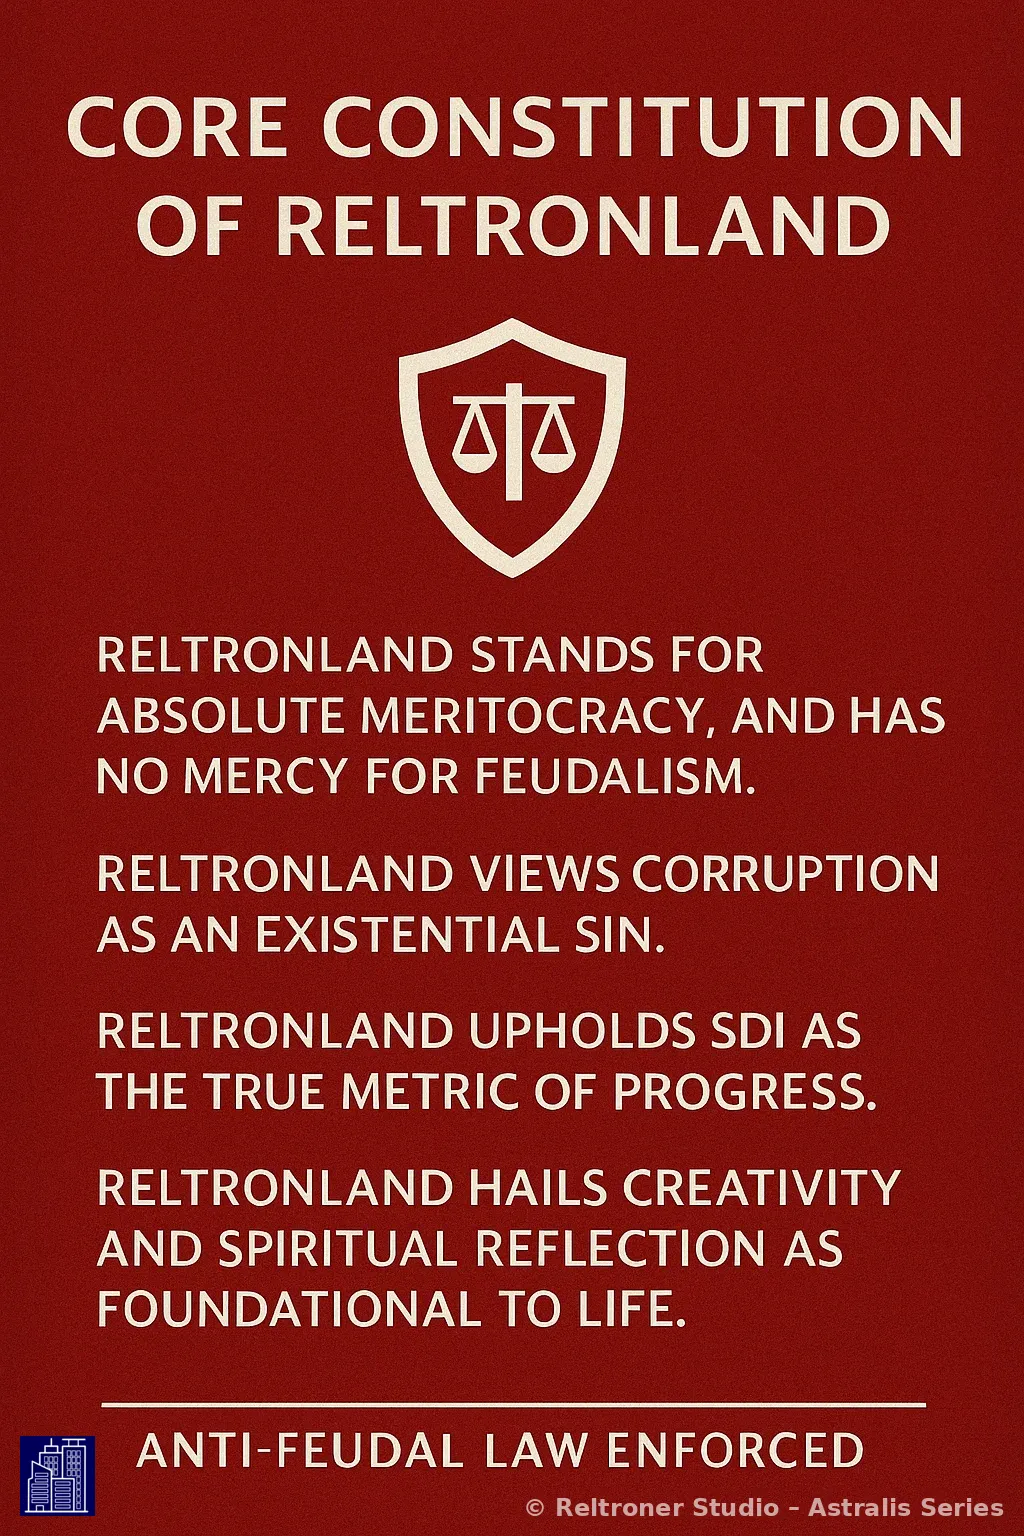 CORE CONSTITUTION
OF RELTRONLAND
RELTRONLAND STANDS FOR
ABSOLUTE MERITOCRACY, AND HAS
NO MERCY FOR FEUDALISM.
RELTRONLAND VIEWS CORRUPTION
AS AN EXISTENTIAL SIN.
RELTRONLAND UPHOLDS SDI AS
THE TRUE METRIC OF PROGRESS.
RELTRONLAND HAILS CREATIVITY
AND SPIRITUAL REFLECTION AS
FOUNDATIONAL TO LIFE.
ANTI-FEUDAL LAW ENFORCED
© Reltroner Studio – Astralis Series